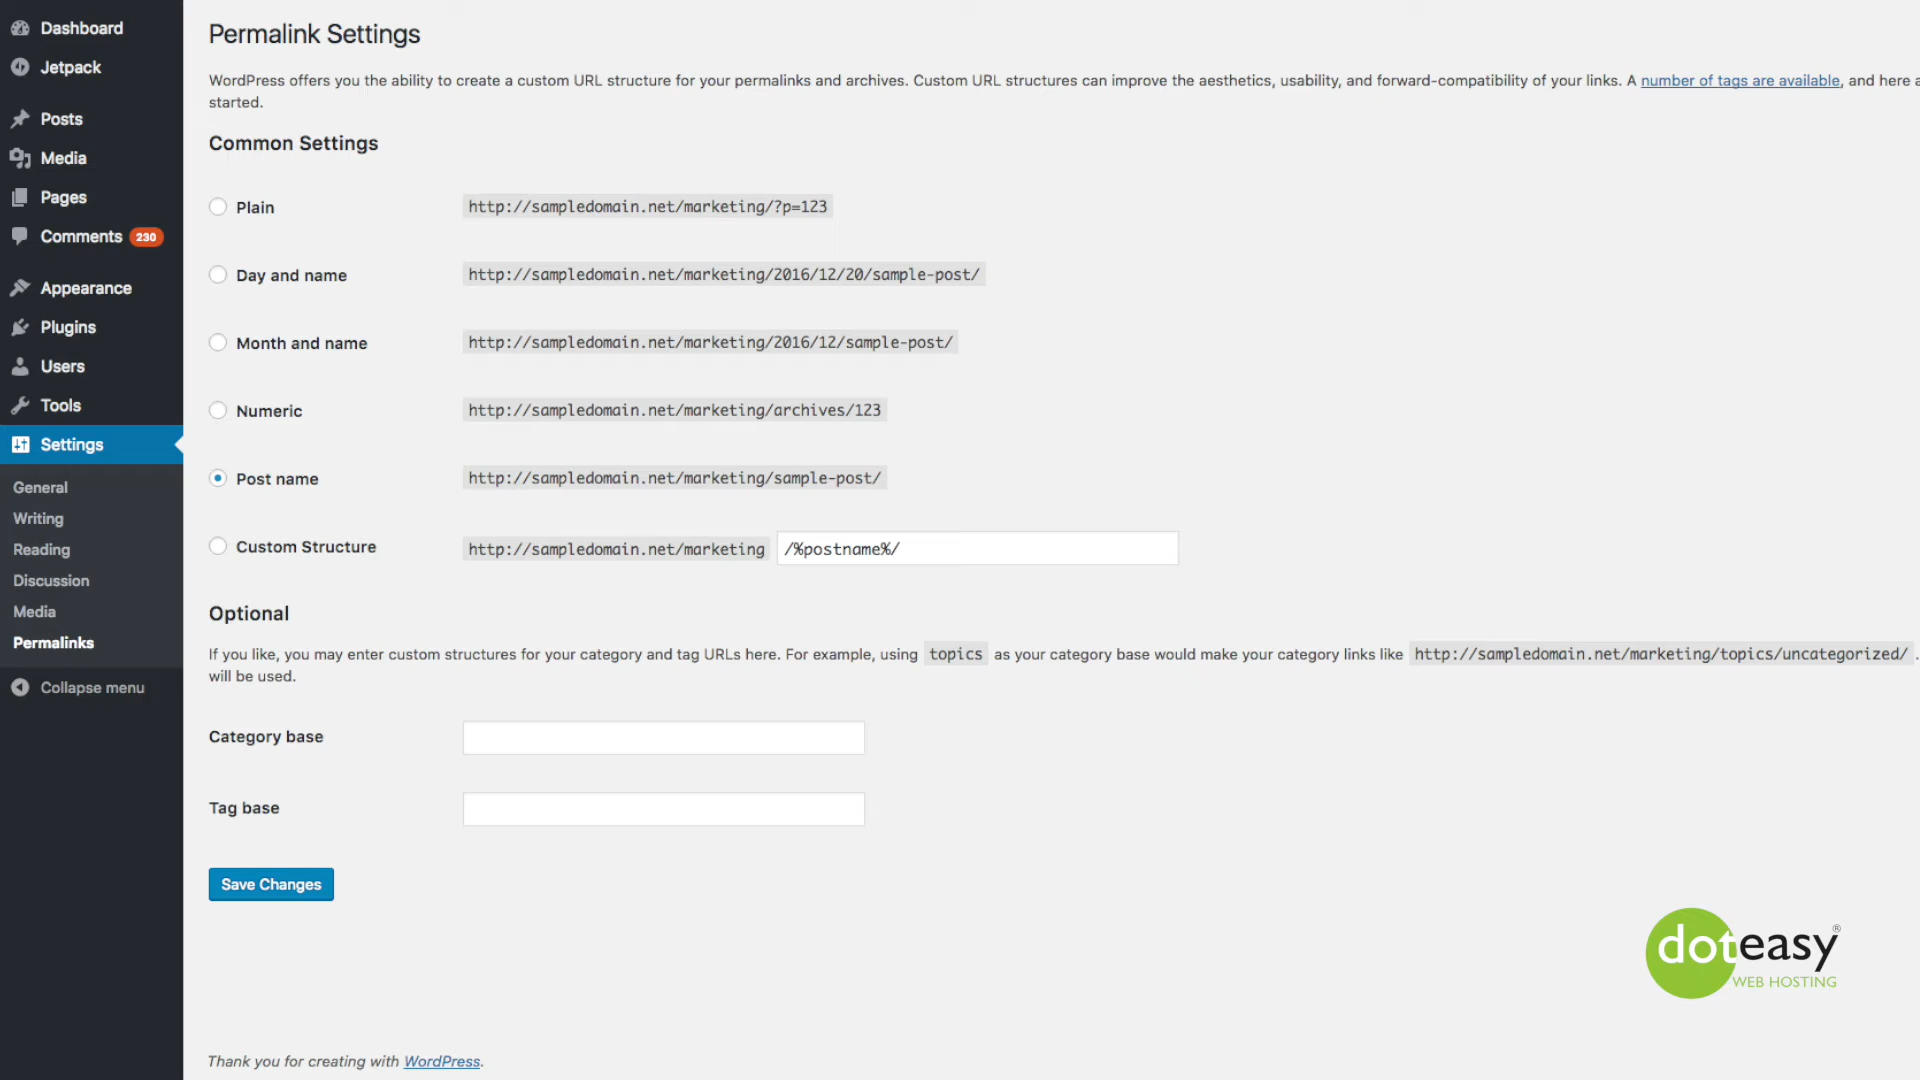 Dashboard
Jetpack
Posts
Media
Pages
Comments 230
Appearance
Plugins
Users
Tools
Settings
General
Writing
Reading
Discussion
Media
Permalinks
Collapse menu
Permalink Settings
WordPress offers you the ability to create a custom URL structure for your permalinks and archives. Custom URL structures can improve the aesthetics, usability, and forward-compatibility of your links. A number of tags are available, and here a
started.
Common Settings
Plain http://sampledomain.net/marketing/?p=123
Day and name http://sampledomain.net/marketing/2016/12/20/sample-post/
Month and name http://sampledomain.net/marketing/2016/12/sample-post/
Numeric http://sampledomain.net/marketing/archives/123
Post name http://sampledomain.net/marketing/sample-post/
Custom Structure http://sampledomain.net/marketing /%postname%/
Optional
If you like, you may enter custom structures for your category and tag URLs here. For example, using topics as your category base would make your category links like http://sampledomain.net/marketing/topics/uncategorized/ .
will be used.
Category base
Tag base
Save Changes
doteasy®
WEB HOSTING
Thank you for creating with WordPress.